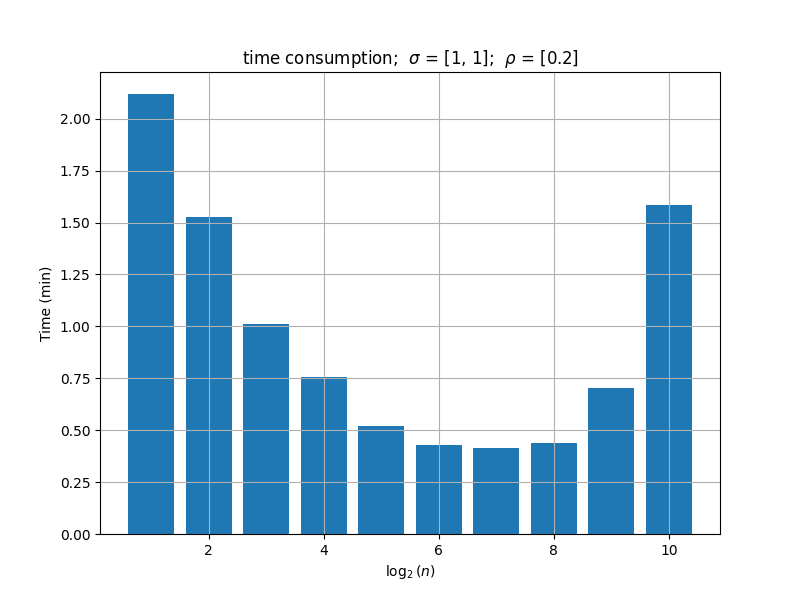 time consumption;  σ = [1, 1];  ρ = [0.2]
Time (min)
2.00
1.75
1.50
1.25
1.00
0.75
0.50
0.25
0.00
2 4 6 8 10
log₂(n)